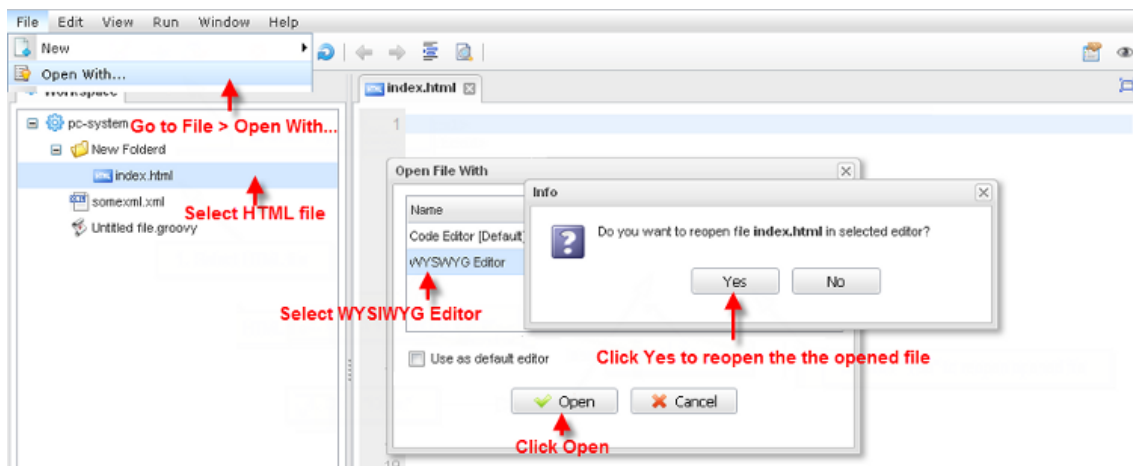 File Edit View Run Window Help
New
Open With...
Workspace
index.html
pc-system
Go to File > Open With...
1
New Folderd
index.html
Select HTML file
somexml.xml
Untitled file.groovy
Open File With
Name
Code Editor [Default]
WYSWYG Editor
Select WYSIWYG Editor
Info
Do you want to reopen file index.html in selected editor?
Yes No
Click Yes to reopen the the opened file
Use as default editor
Open Cancel
Click Open